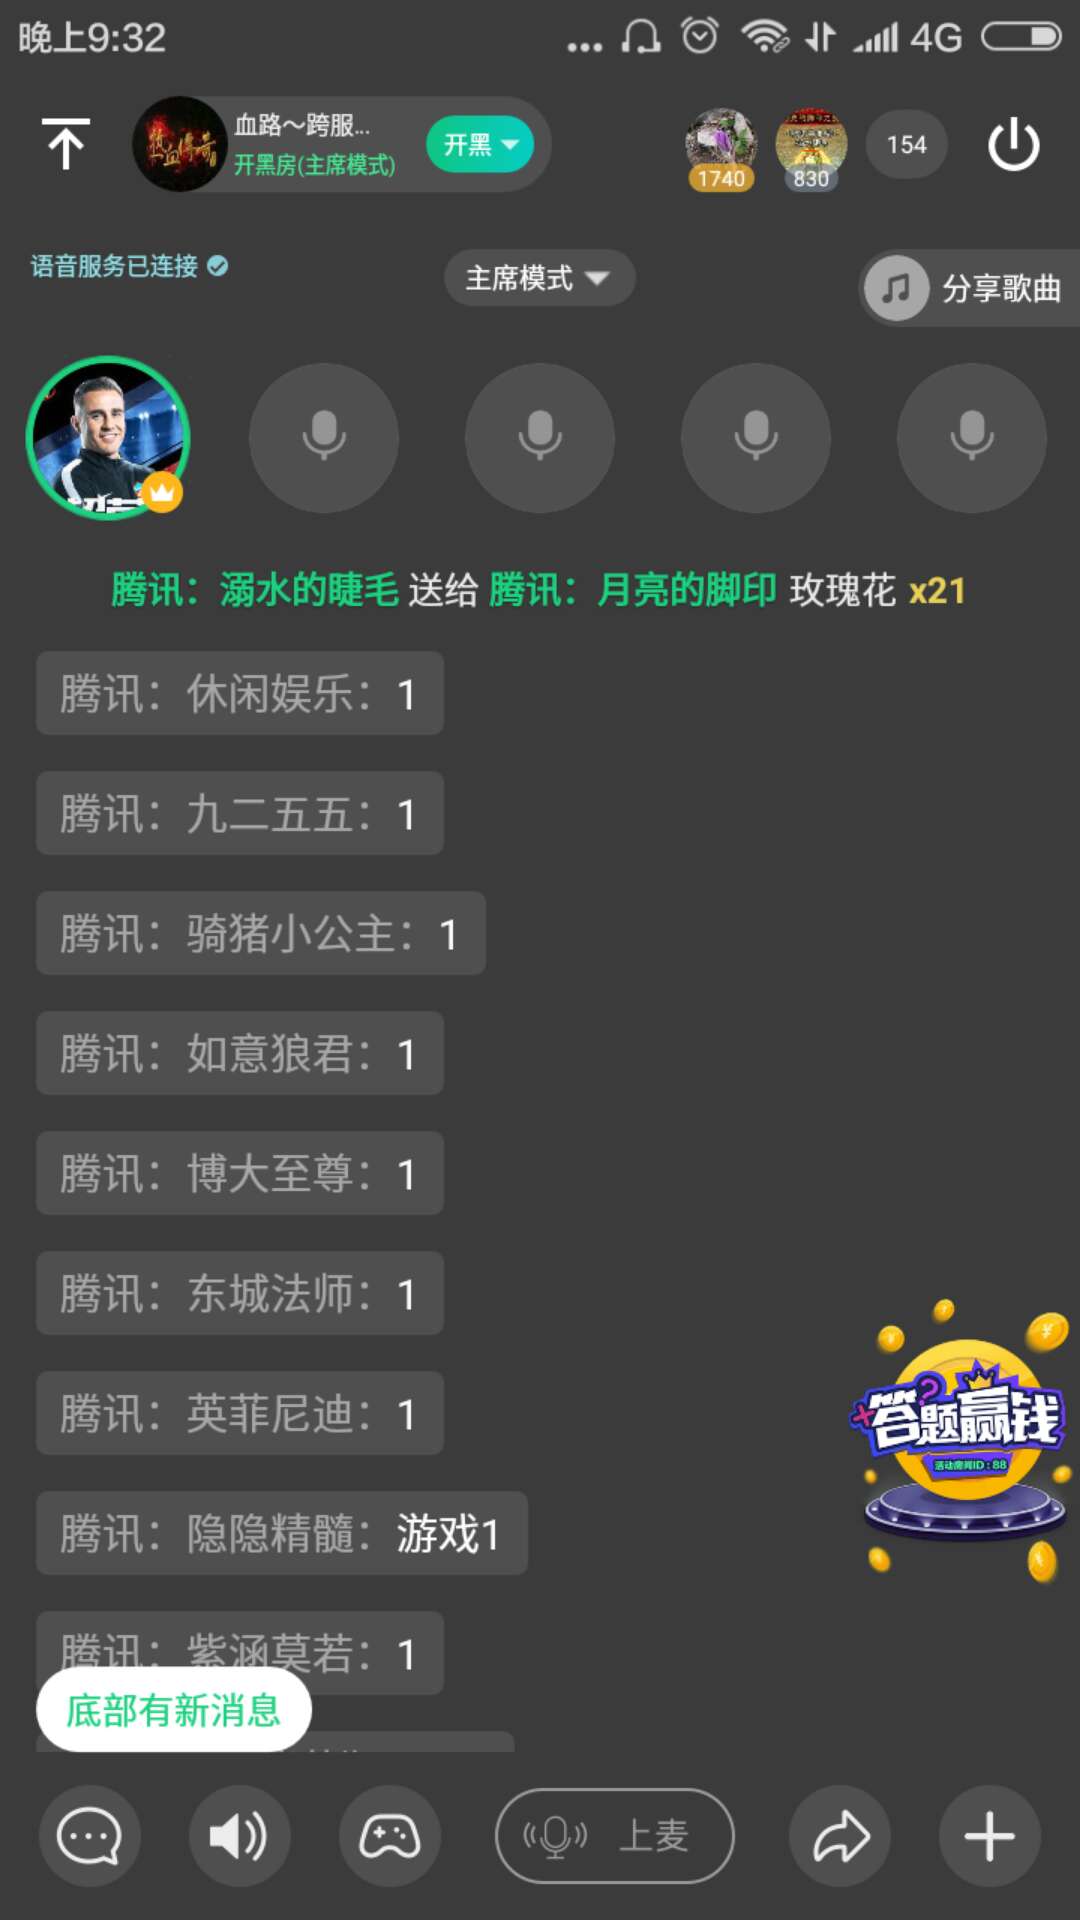 晚上9:32
4G
热血传奇
血路～跨服...
开黑房(主席模式)
开黑
1740
830
154
语音服务已连接
主席模式
分享歌曲
腾讯：溺水的睫毛 送给 腾讯：月亮的脚印 玫瑰花 x21
腾讯：休闲娱乐：1
腾讯：九二五五：1
腾讯：骑猪小公主：1
腾讯：如意狼君：1
腾讯：博大至尊：1
腾讯：东城法师：1
腾讯：英菲尼迪：1
答题赢钱
活动房间ID:88
腾讯：隐隐精髓：游戏1
腾讯：紫涵莫若：1
底部有新消息
上麦